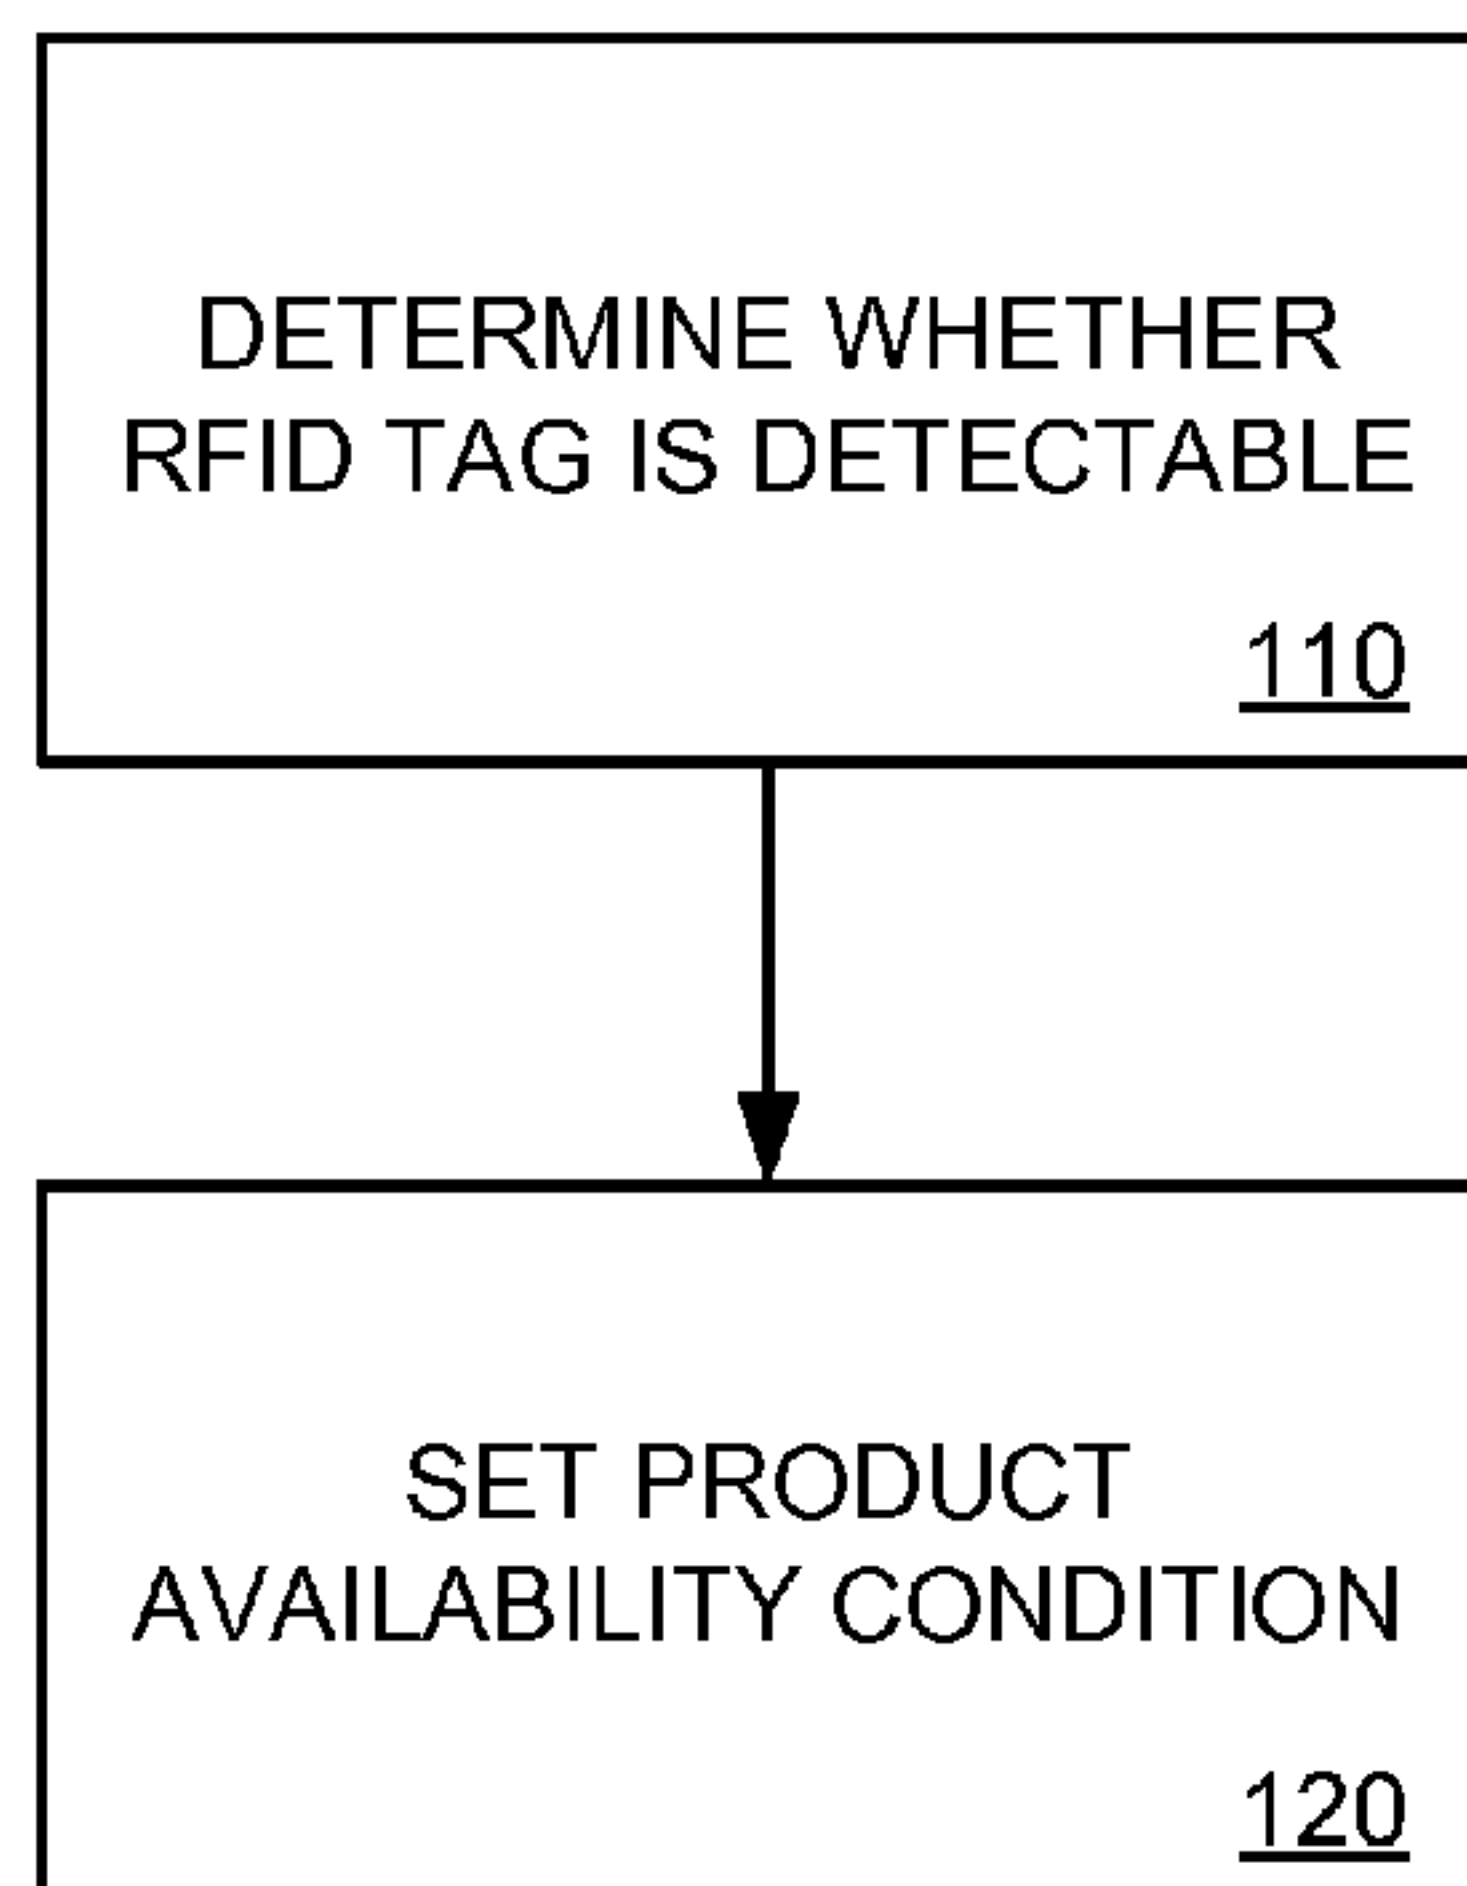 DETERMINE WHETHER
RFID TAG IS DETECTABLE
110
SET PRODUCT
AVAILABILITY CONDITION
120